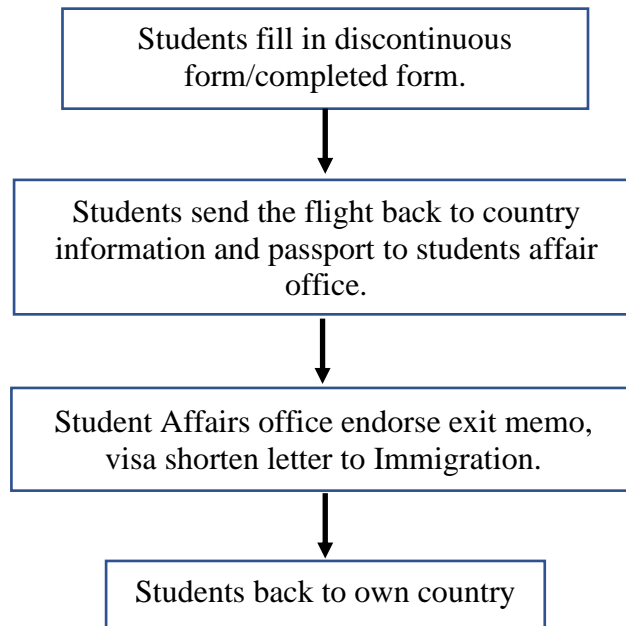 Students fill in discontinuous
form/completed form.
Students send the flight back to country
information and passport to students affair
office.
Student Affairs office endorse exit memo,
visa shorten letter to Immigration.
Students back to own country